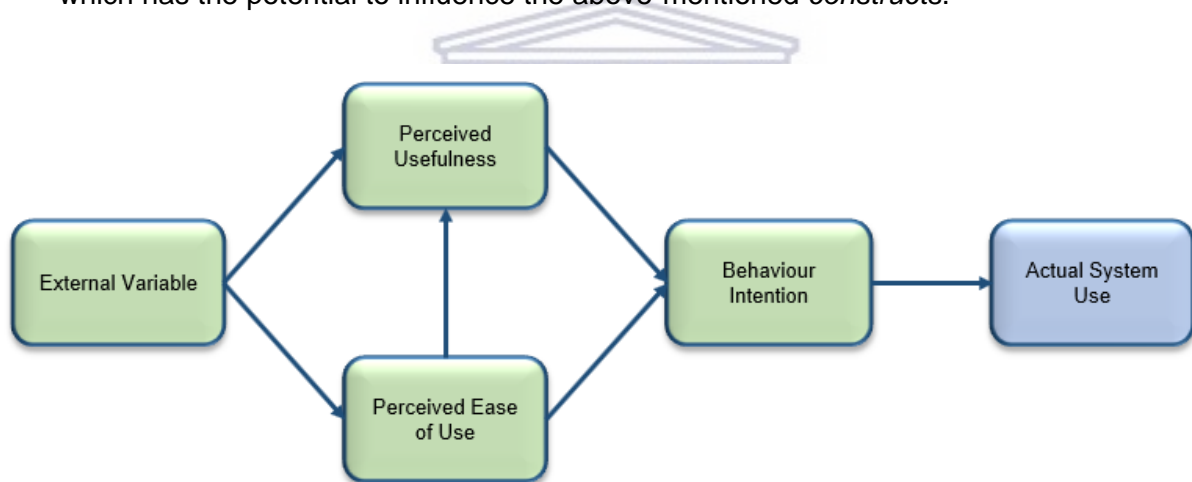 which has the potential to influence the above-mentioned constructs.
Perceived
Usefulness
External Variable
Behaviour
Intention
Actual System
Use
Perceived Ease
of Use